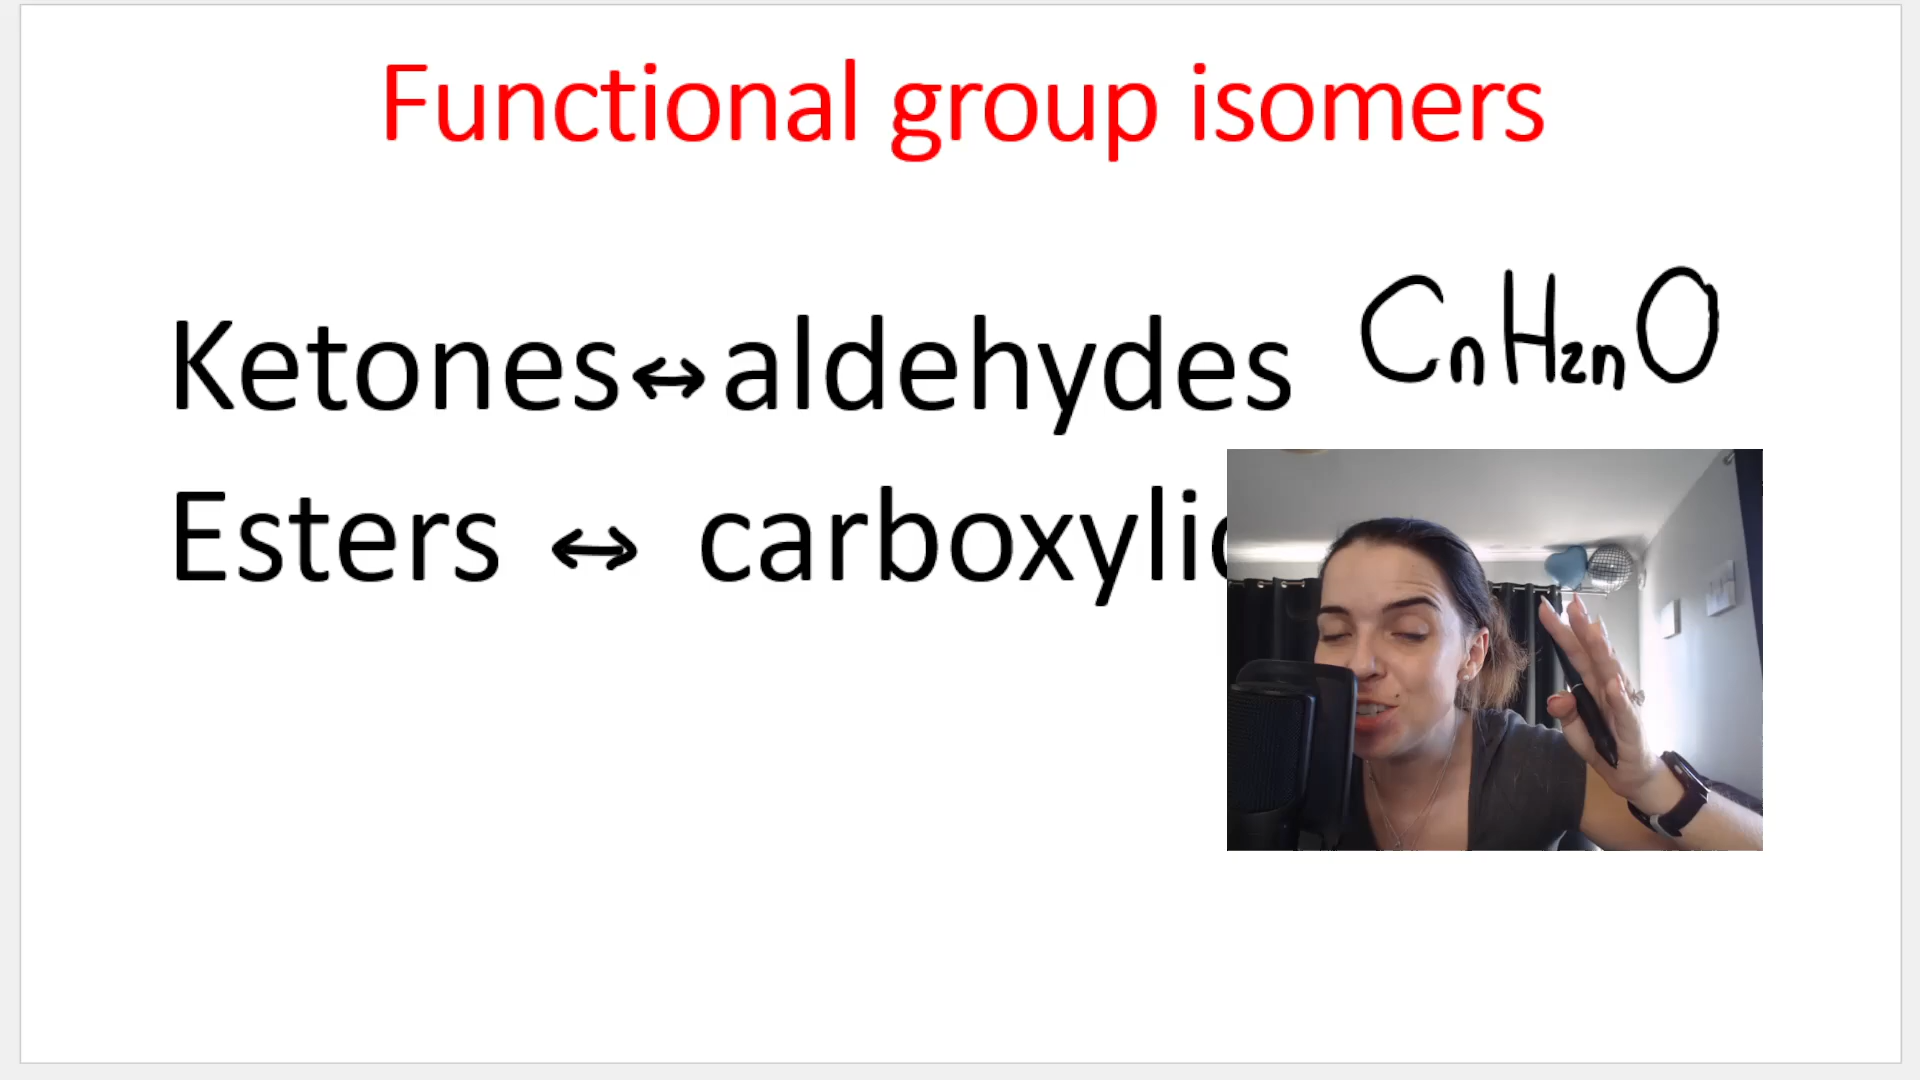 Functional group isomers
Ketones↔aldehydes CnH2nO
Esters ↔ carboxylic